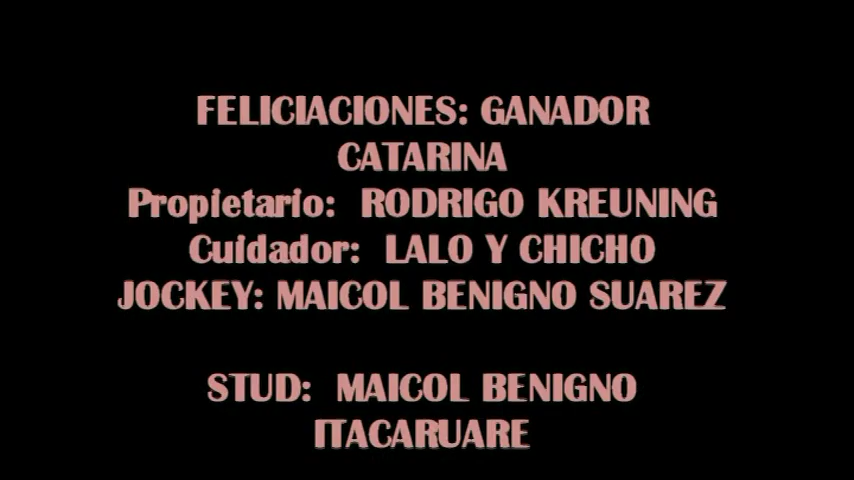 FELICIACIONES: GANADOR
CATARINA
Propietario: RODRIGO KREUNING
Cuidador: LALO Y CHICHO
JOCKEY: MAICOL BENIGNO SUAREZ
STUD: MAICOL BENIGNO
ITACARUARE